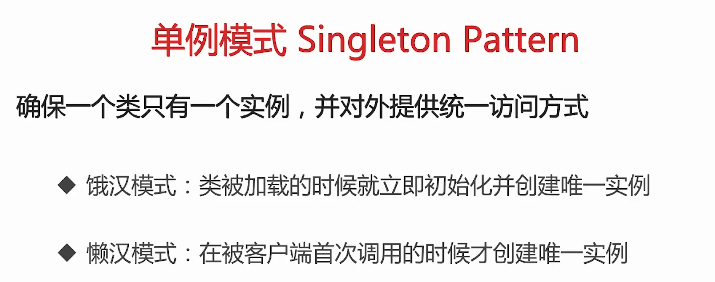 单例模式 Singleton Pattern
确保一个类只有一个实例，并对外提供统一访问方式
◆ 饿汉模式：类被加载的时候就立即初始化并创建唯一实例
◆ 懒汉模式：在被客户端首次调用的时候才创建唯一实例